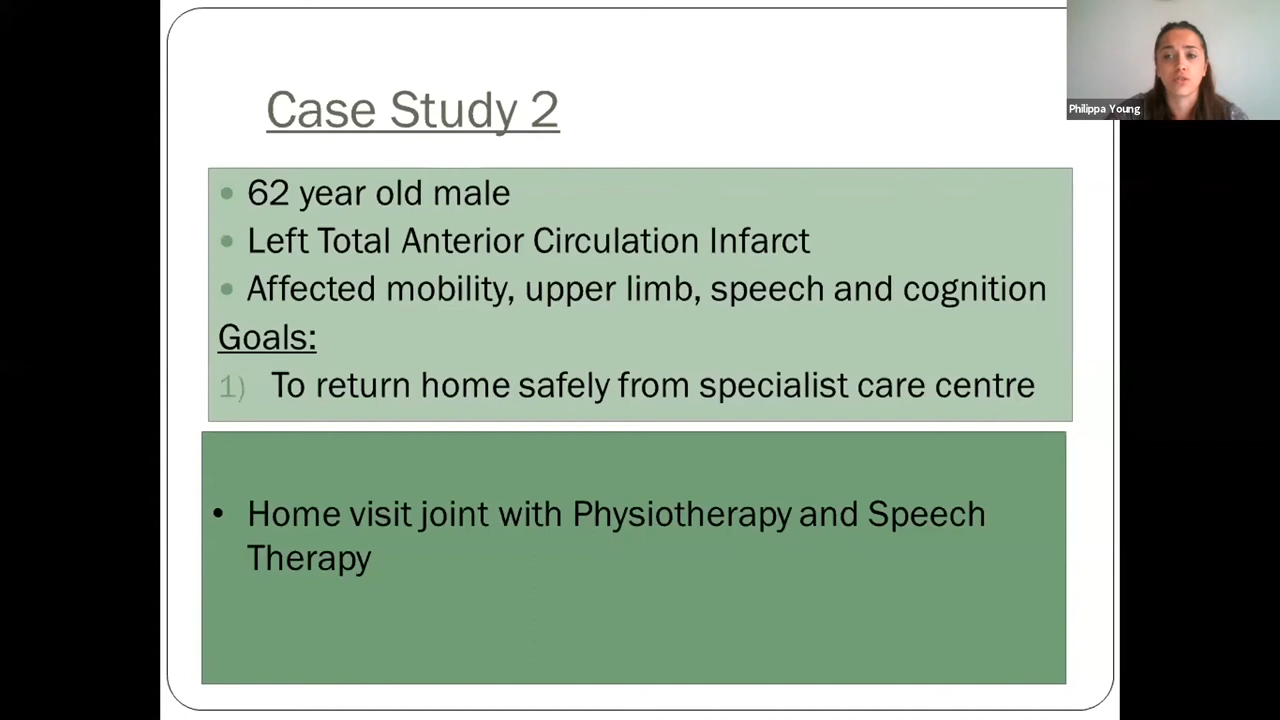 Case Study 2
• 62 year old male
• Left Total Anterior Circulation Infarct
• Affected mobility, upper limb, speech and cognition
Goals:
1) To return home safely from specialist care centre
• Home visit joint with Physiotherapy and Speech
Therapy
Philippa Young